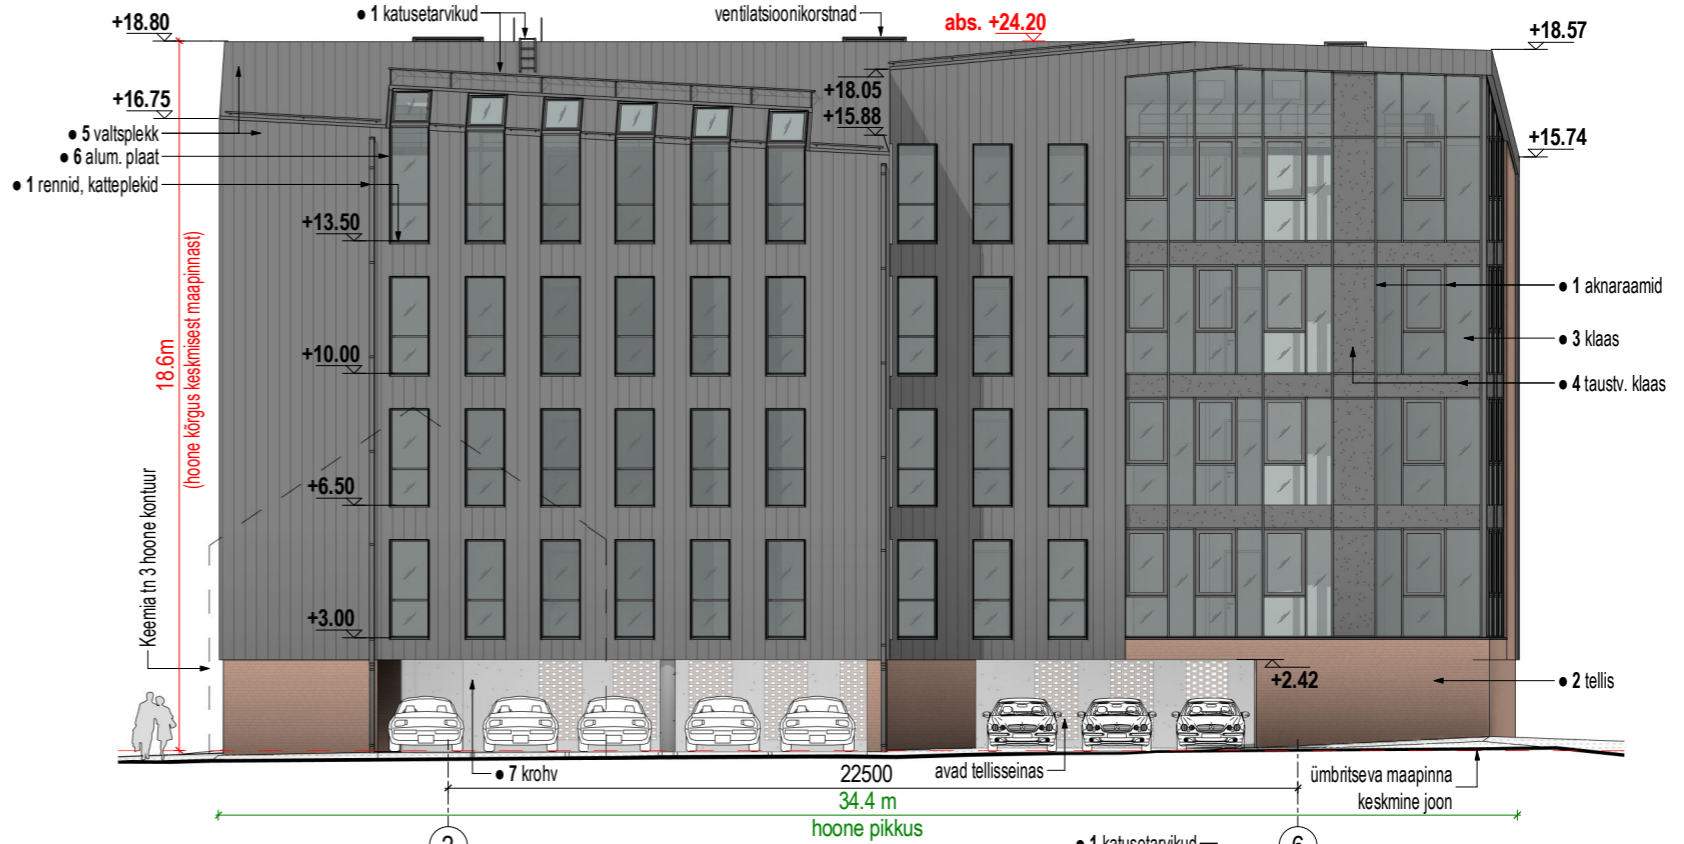 ● 1 katusetarvikud
ventilatsioonikorstnad
abs. +24.20
+18.80
+18.57
+18.05
+16.75
+15.88
● 5 valtsplekk
+15.74
● 6 alum. plaat
● 1 rennid, katteplekid
+13.50
18.6m
(hoone kõrgus keskmisest maapinnast)
● 1 aknaraamid
● 3 klaas
+10.00
● 4 taustv. klaas
+6.50
Keemia tn 3 hoone kontuur
+3.00
+2.42
● 2 tellis
● 7 krohv
22500
avad tellisseinas
ümbritseva maapinna
keskmine joon
34.4 m
hoone pikkus
● 1 katusetarvikud
6